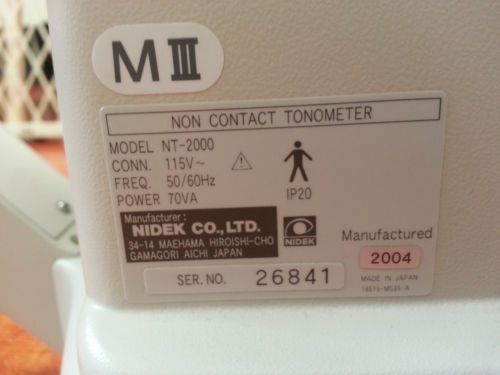 M III
NON CONTACT TONOMETER
MODEL NT-2000
CONN. 115V~
FREQ. 50/60Hz
POWER 70VA
IP20
Manufacturer:
NIDEK CO., LTD.
34-14 MAEHAMA HIROISHI-CHO
GAMAGORI AICHI JAPAN
NIDEK
Manufactured
2004
SER. NO. 26841
MADE IN JAPAN